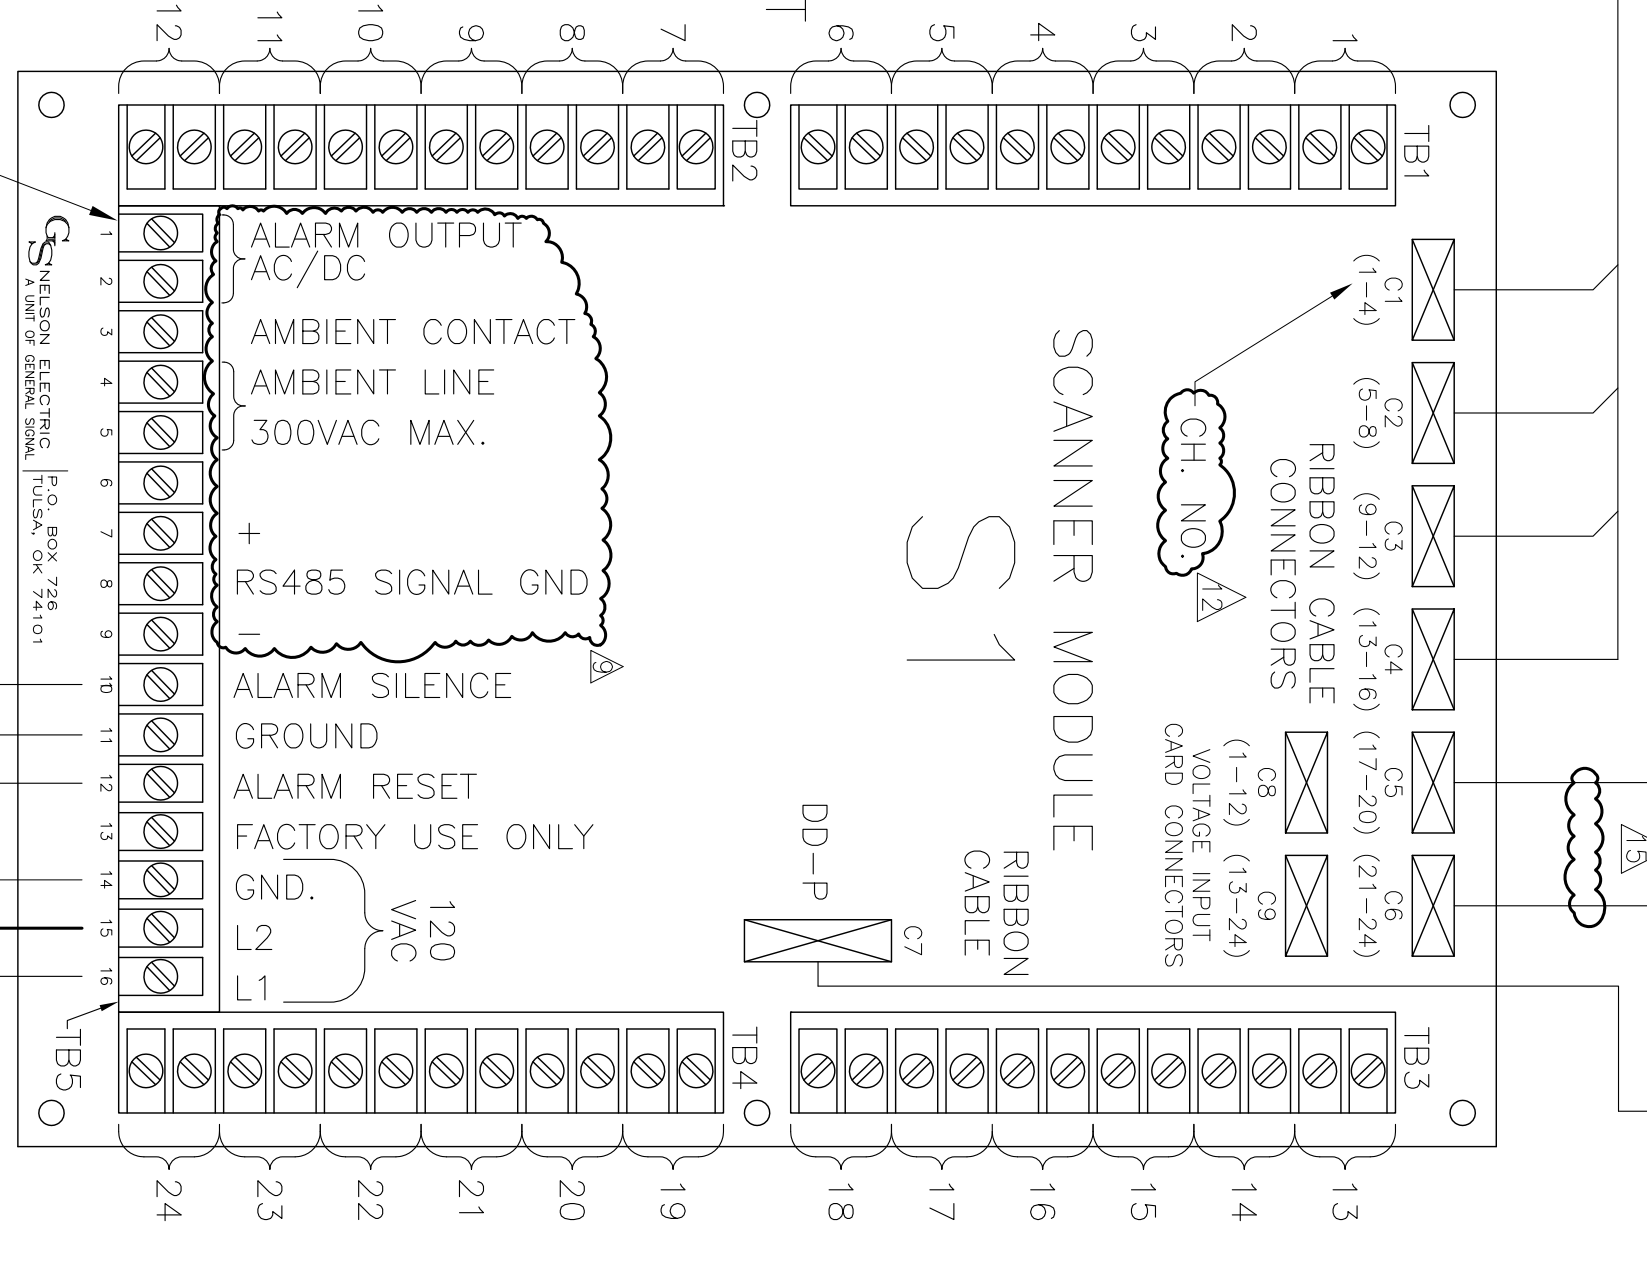 12
11
10
9
8
7
6
5
4
3
2
1
T
TB2
TB1
1
2
3
4
5
6
7
8
9
10
11
12
13
14
15
16
ALARM OUTPUT
AC/DC
AMBIENT CONTACT
AMBIENT LINE
300VAC MAX.
+
RS485 SIGNAL GND
−
ALARM SILENCE
GROUND
ALARM RESET
FACTORY USE ONLY
GND.
L2
L1
120
VAC
9
GS
NELSON ELECTRIC
A UNIT OF GENERAL SIGNAL
P.O. BOX 726
TULSA, OK 74101
SCANNER MODULE
S1
CH. NO.
12
RIBBON CABLE
CONNECTORS
C1
(1−4)
C2
(5−8)
C3
(9−12)
C4
(13−16)
C5
(17−20)
C6
(21−24)
C8
(1−12)
C9
(13−24)
VOLTAGE INPUT
CARD CONNECTORS
RIBBON
CABLE
C7
DD−P
15
TB5
TB4
TB3
24
23
22
21
20
19
18
17
16
15
14
13